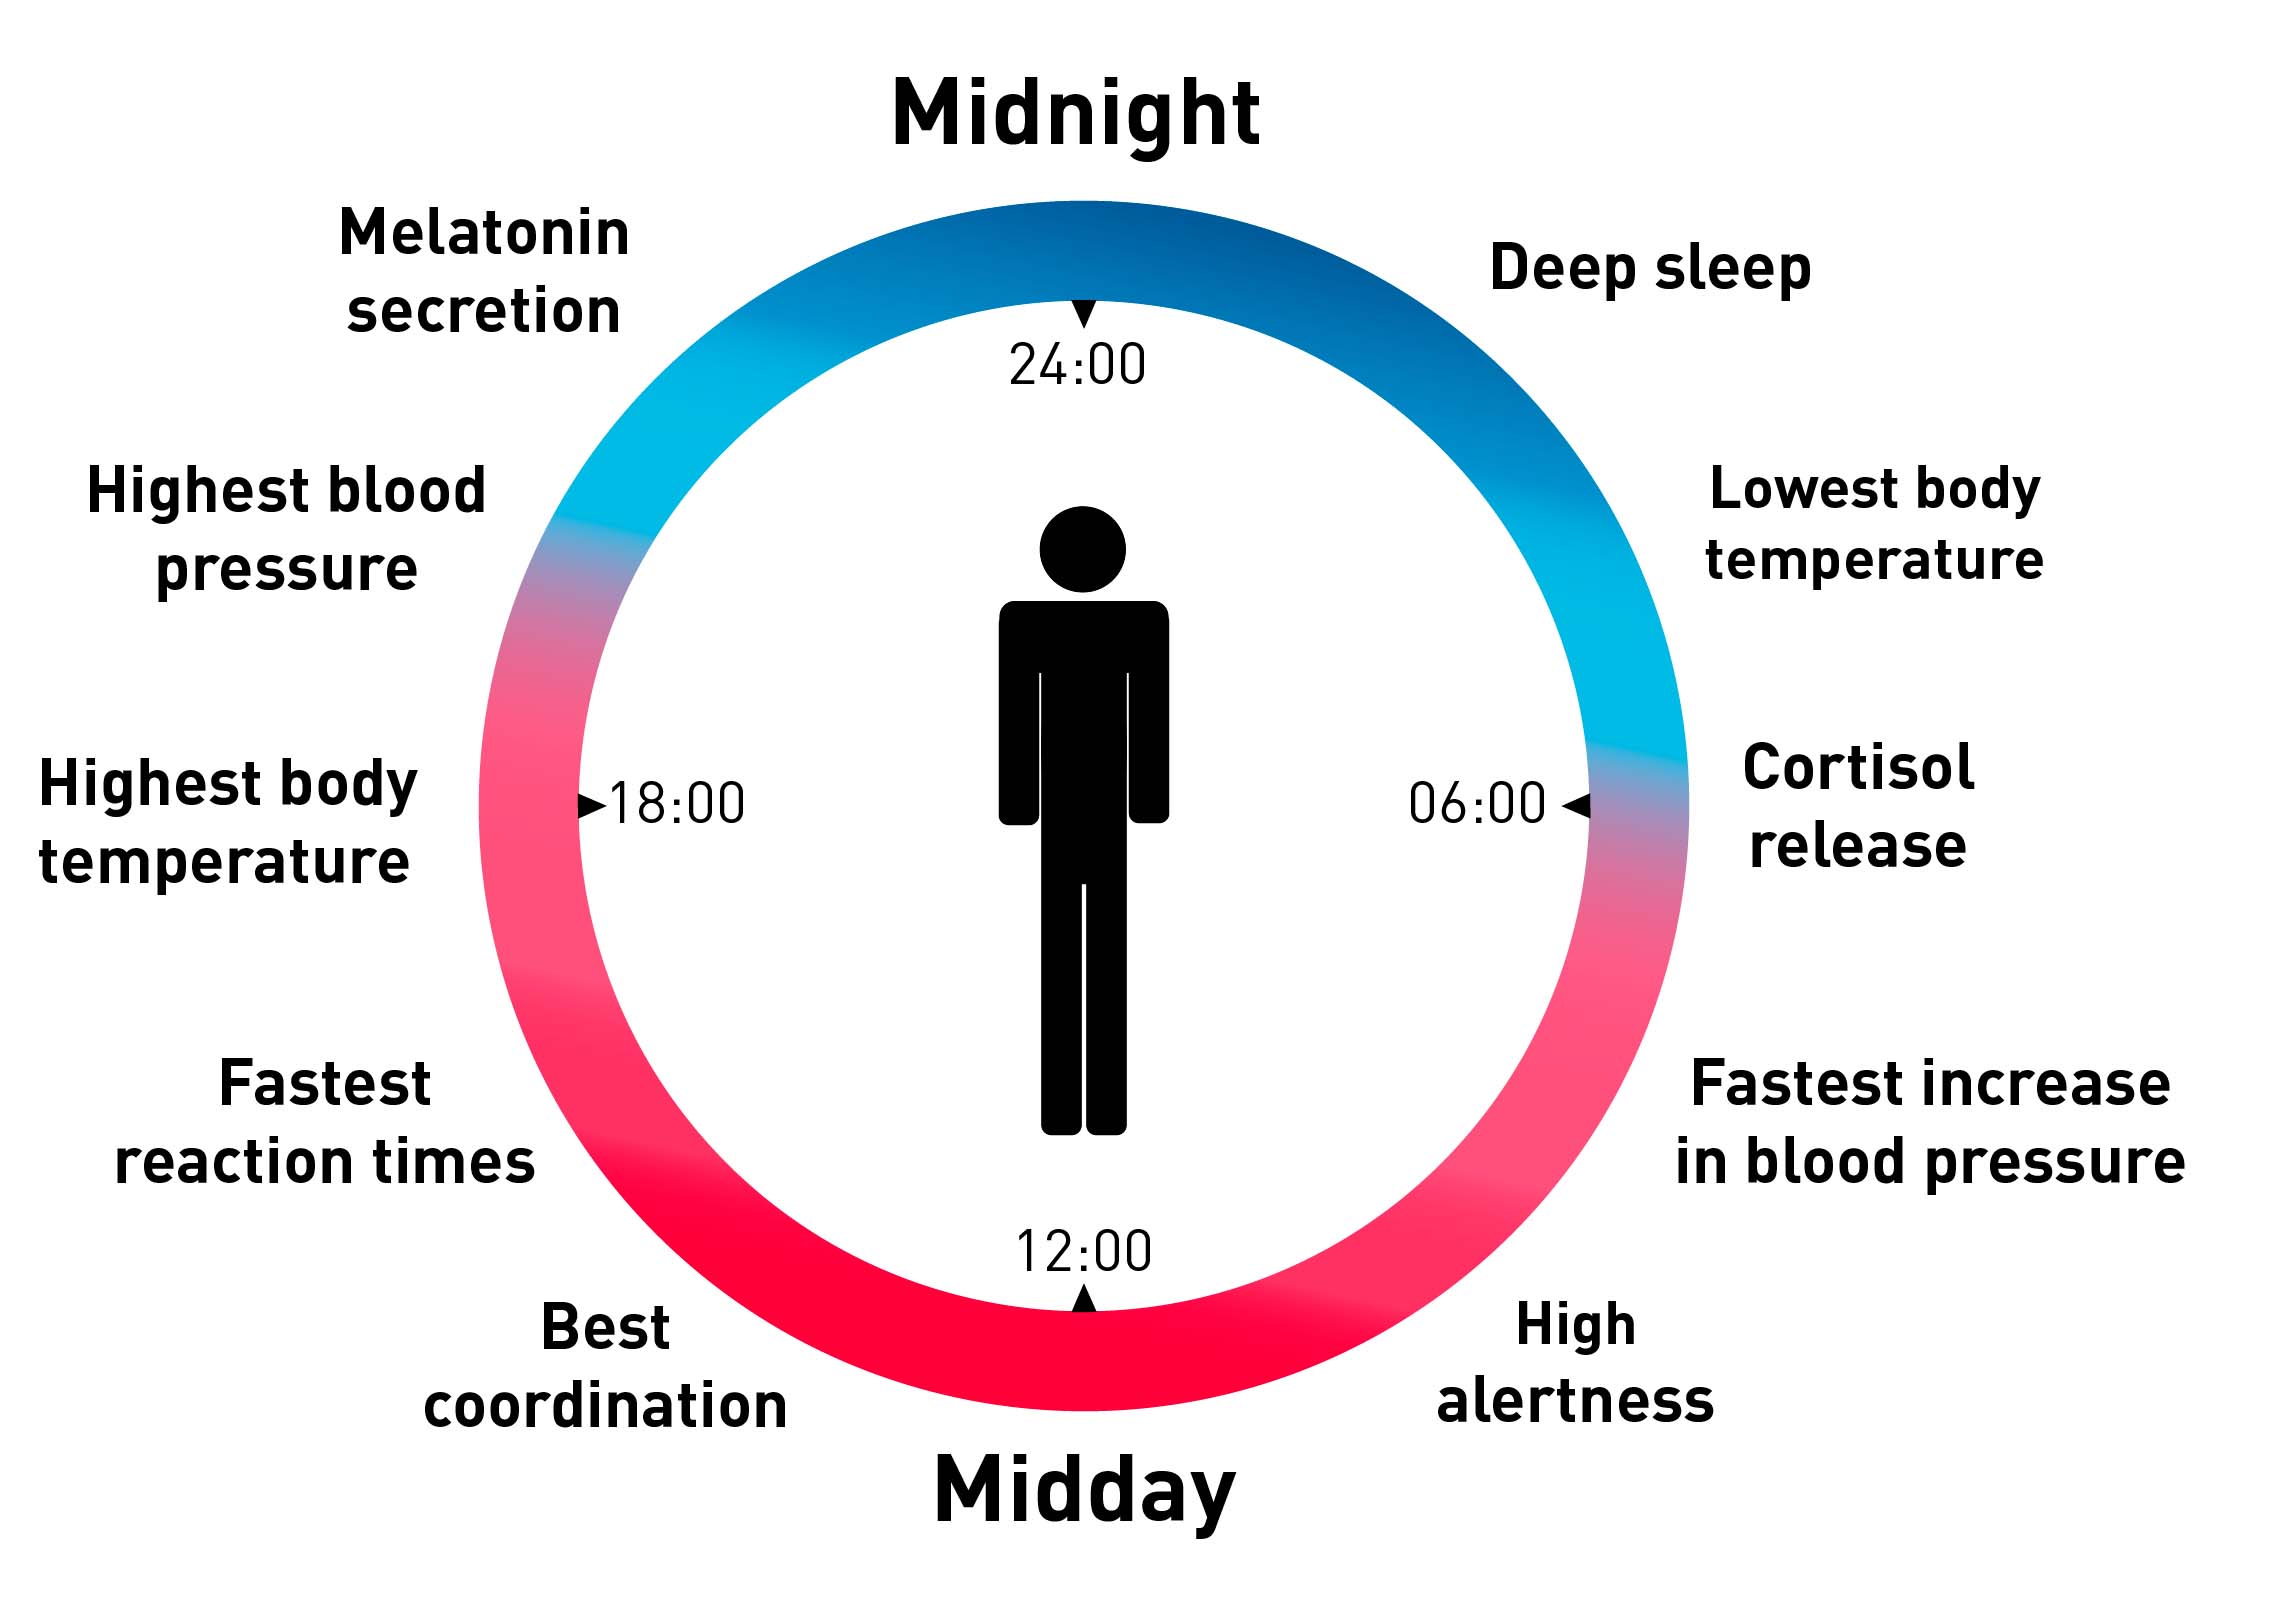 Midnight
Melatonin
secretion
Deep sleep
24:00
Highest blood
pressure
Lowest body
temperature
Highest body
temperature
18:00
06:00
Cortisol
release
Fastest
reaction times
Fastest increase
in blood pressure
12:00
Best
coordination
High
alertness
Midday